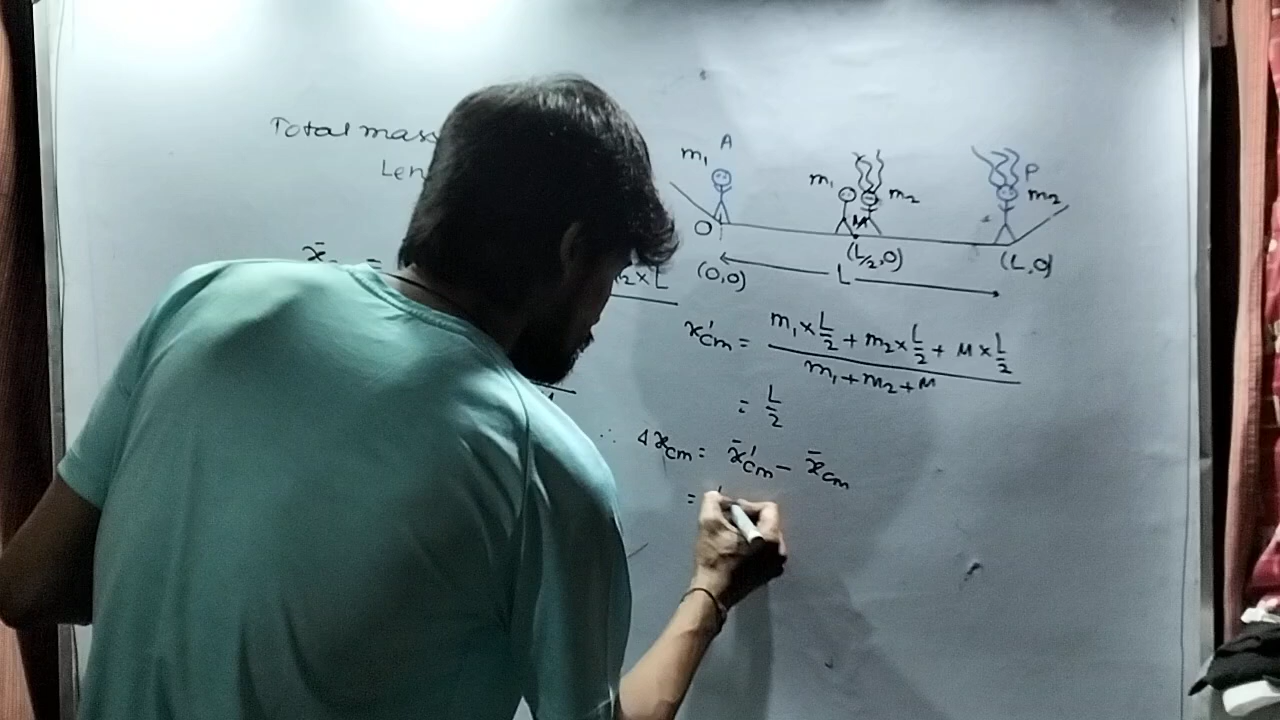 Total mass
Len
A
m₁
m₁
m₂
P
m₂
O
M
(0,0)
(L/2,0)
(L,0)
L
x̄ =
m₂×L
x'cm = (m₁×L/2 + m₂×L/2 + M×L/2)/(m₁+m₂+M)
= L/2
∴ Δxcm = x̄'cm − x̄cm
=